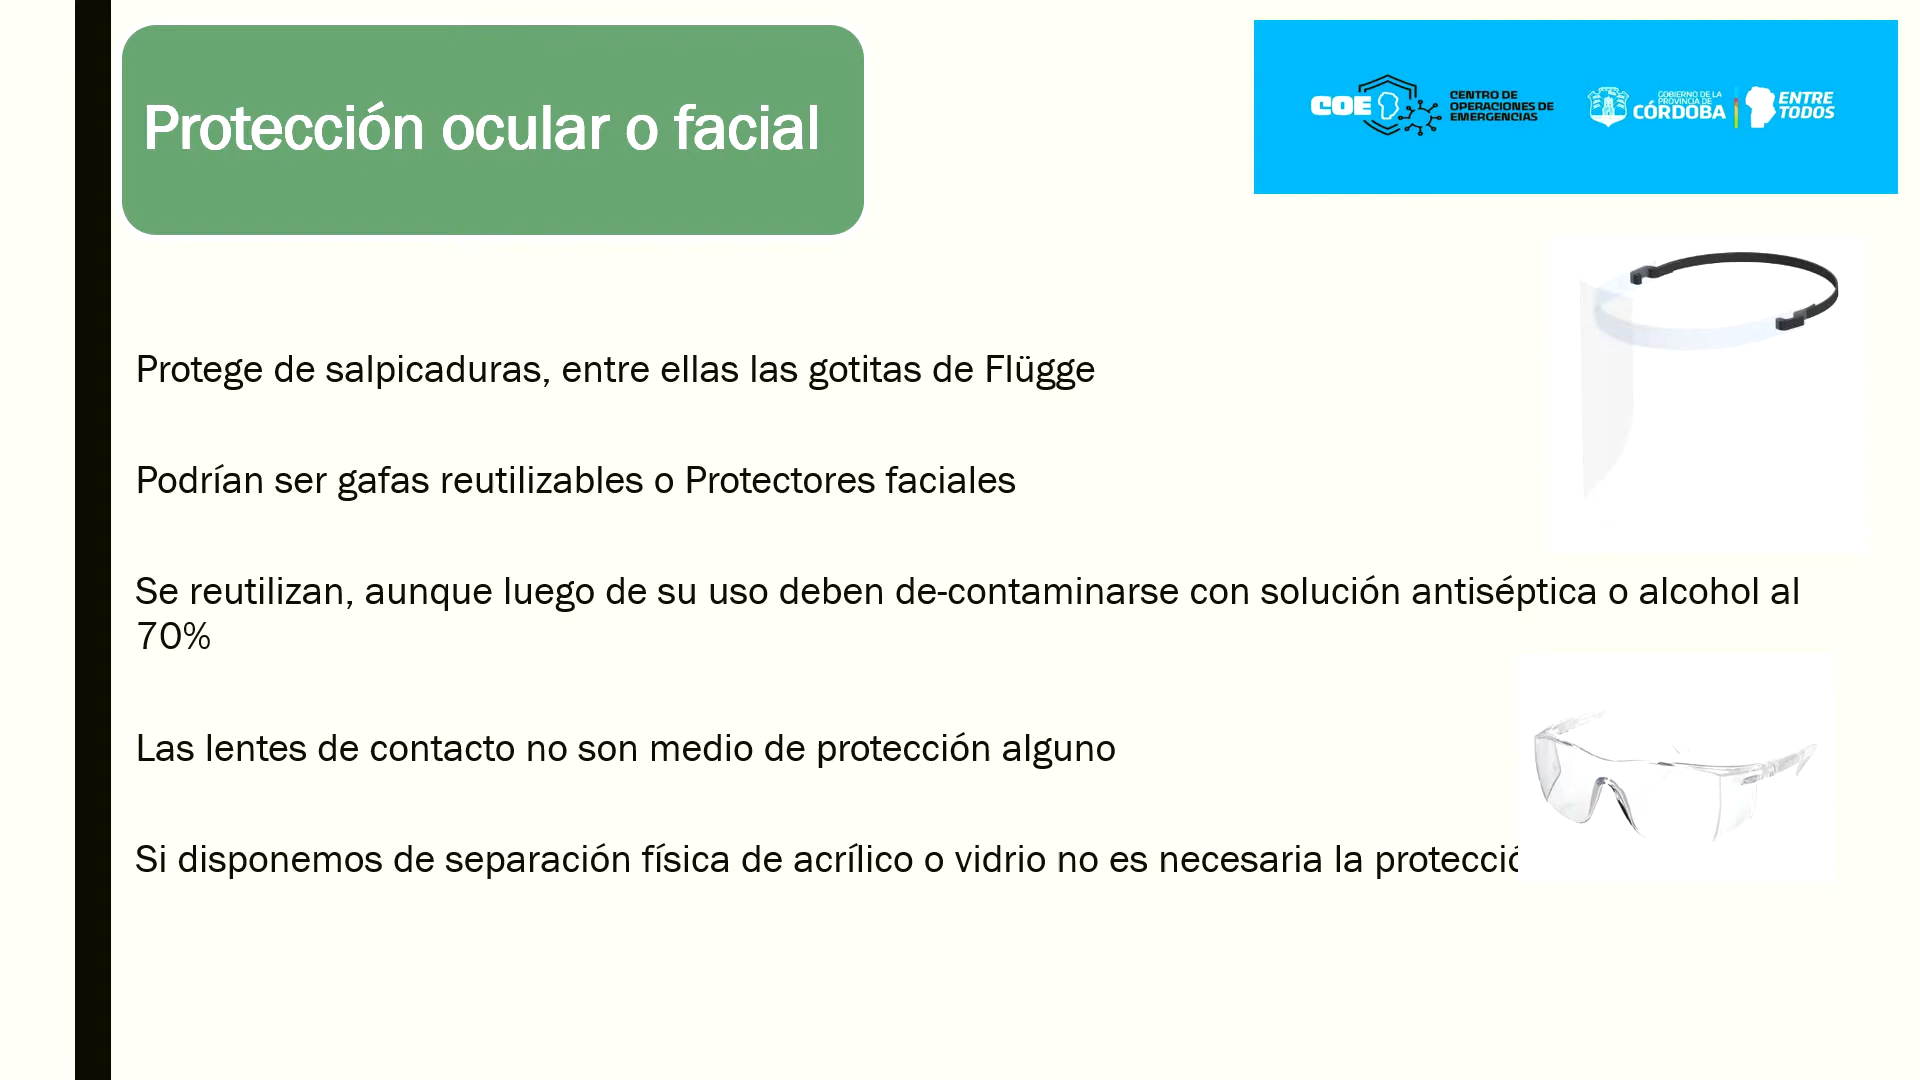 Protección ocular o facial
COE
CENTRO DE
OPERACIONES DE
EMERGENCIAS
GOBIERNO DE LA
PROVINCIA DE
CÓRDOBA
ENTRE
TODOS
Protege de salpicaduras, entre ellas las gotitas de Flügge
Podrían ser gafas reutilizables o Protectores faciales
Se reutilizan, aunque luego de su uso deben de-contaminarse con solución antiséptica o alcohol al
70%
Las lentes de contacto no son medio de protección alguno
Si disponemos de separación física de acrílico o vidrio no es necesaria la protecció